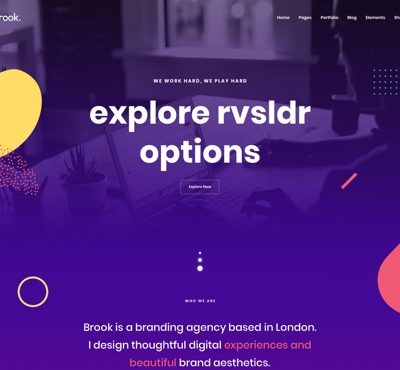 rook.
Home Pages Portfolio Blog Elements Sh
WE WORK HARD, WE PLAY HARD
explore rvsldr
options
Explore Now
WHO WE ARE
Brook is a branding agency based in London.
I design thoughtful digital experiences and
beautiful brand aesthetics.